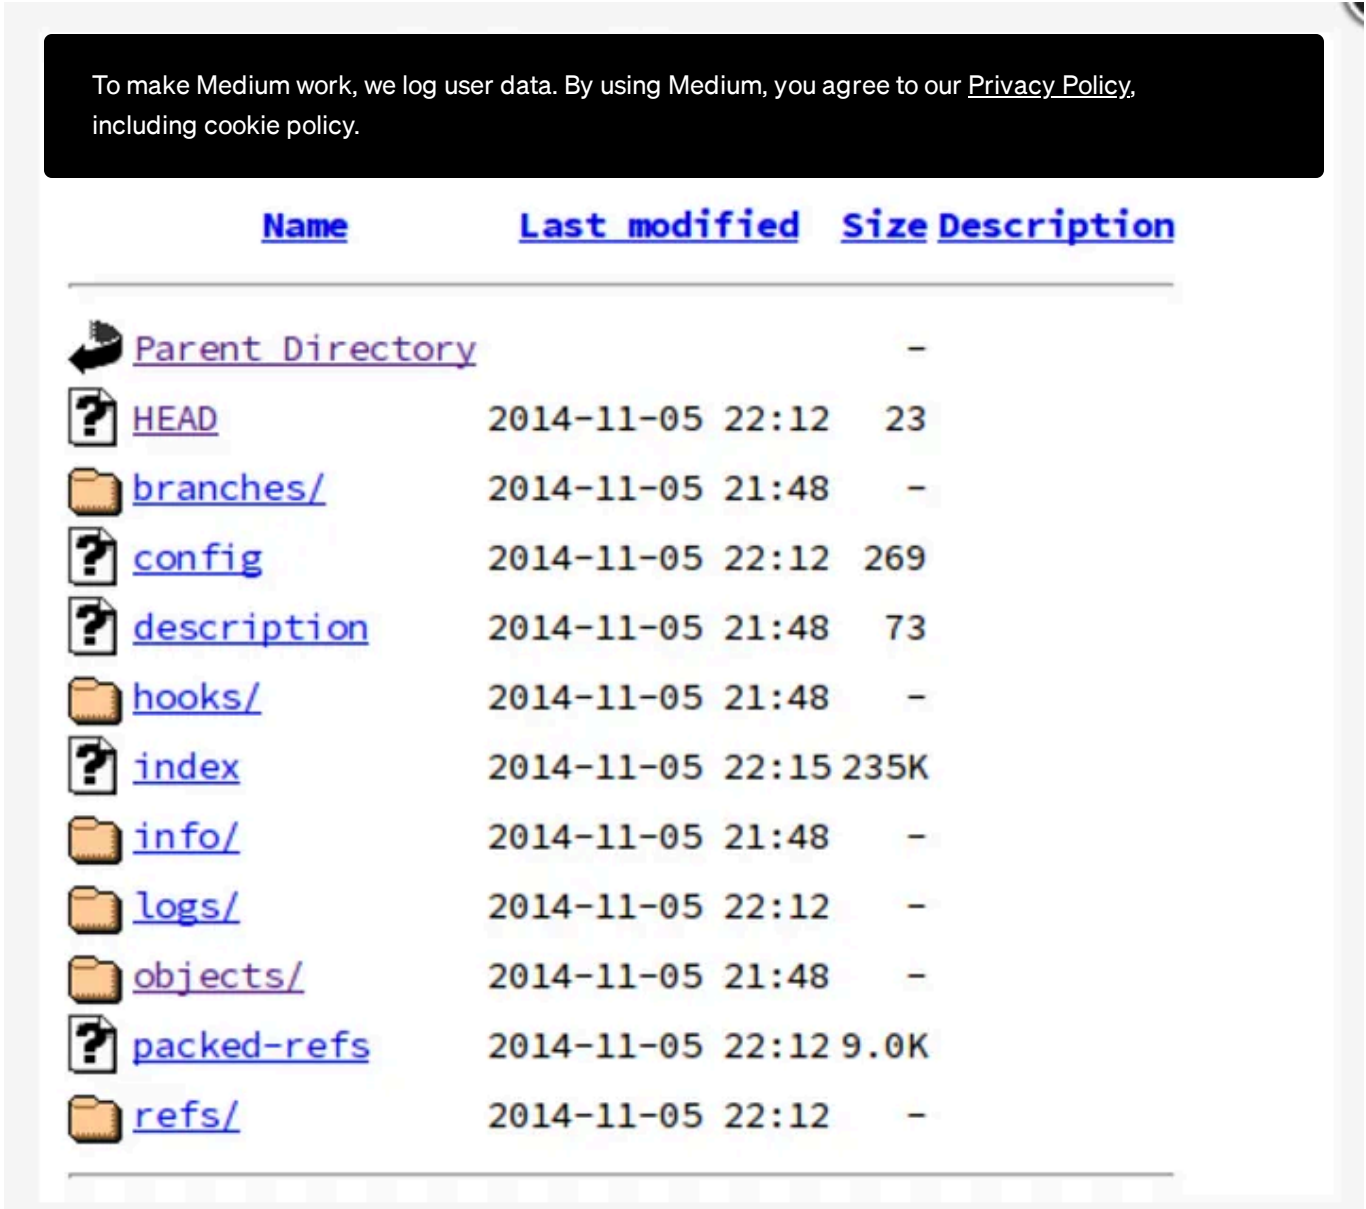 To make Medium work, we log user data. By using Medium, you agree to our Privacy Policy,
including cookie policy.
Name Last modified Size Description
Parent Directory -
HEAD 2014-11-05 22:12 23
branches/ 2014-11-05 21:48 -
config 2014-11-05 22:12 269
description 2014-11-05 21:48 73
hooks/ 2014-11-05 21:48 -
index 2014-11-05 22:15 235K
info/ 2014-11-05 21:48 -
logs/ 2014-11-05 22:12 -
objects/ 2014-11-05 21:48 -
packed-refs 2014-11-05 22:12 9.0K
refs/ 2014-11-05 22:12 -